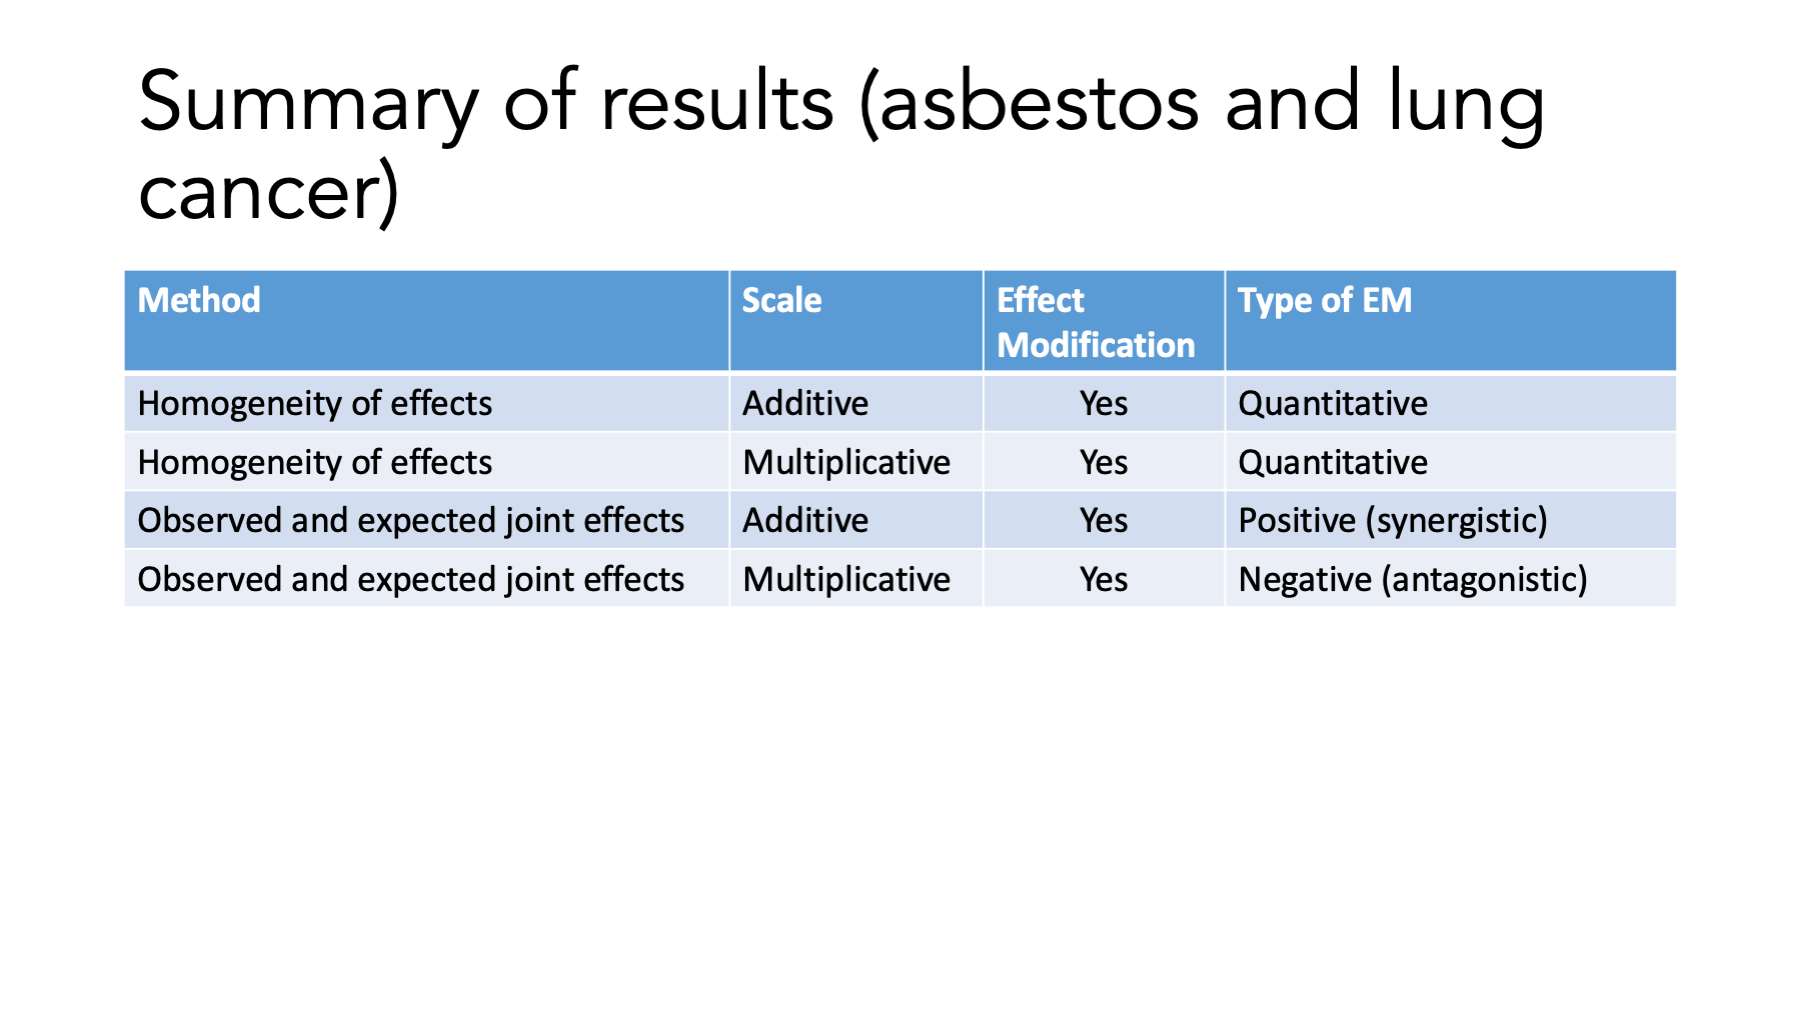 Summary of results (asbestos and lung
cancer)
Method Scale Effect Modification Type of EM
Homogeneity of effects Additive Yes Quantitative
Homogeneity of effects Multiplicative Yes Quantitative
Observed and expected joint effects Additive Yes Positive (synergistic)
Observed and expected joint effects Multiplicative Yes Negative (antagonistic)